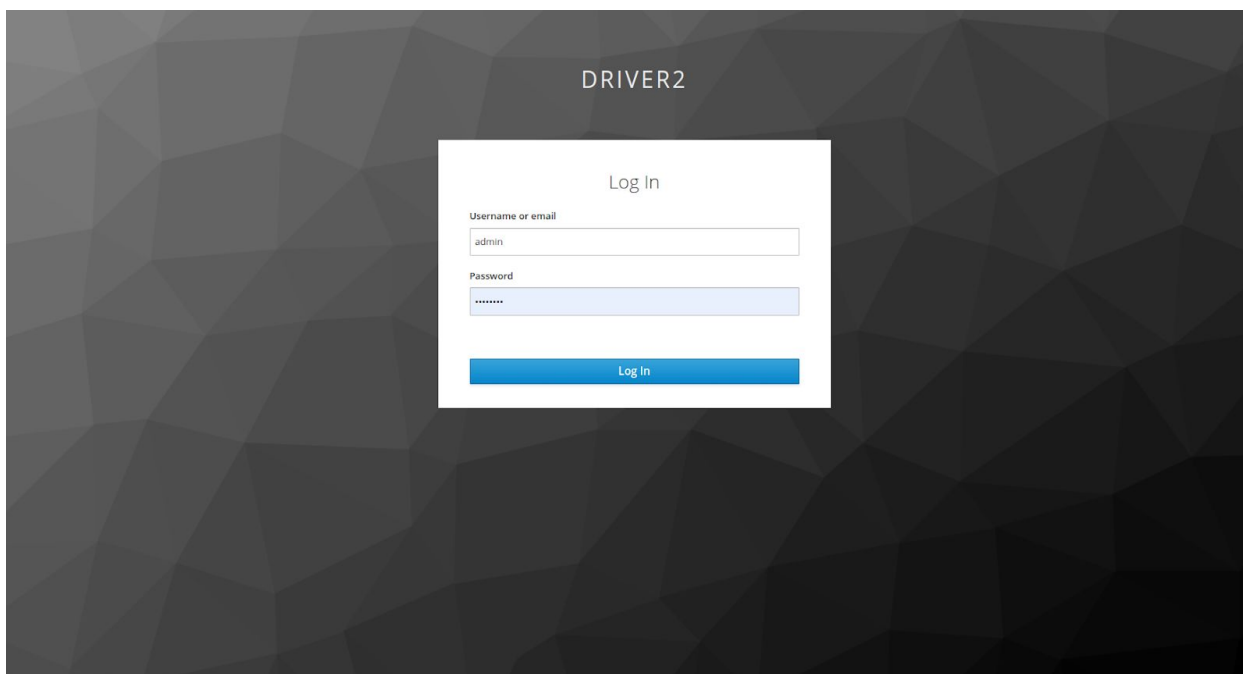 DRIVER2
Log In
Username or email
admin
Password
••••••••
Log In